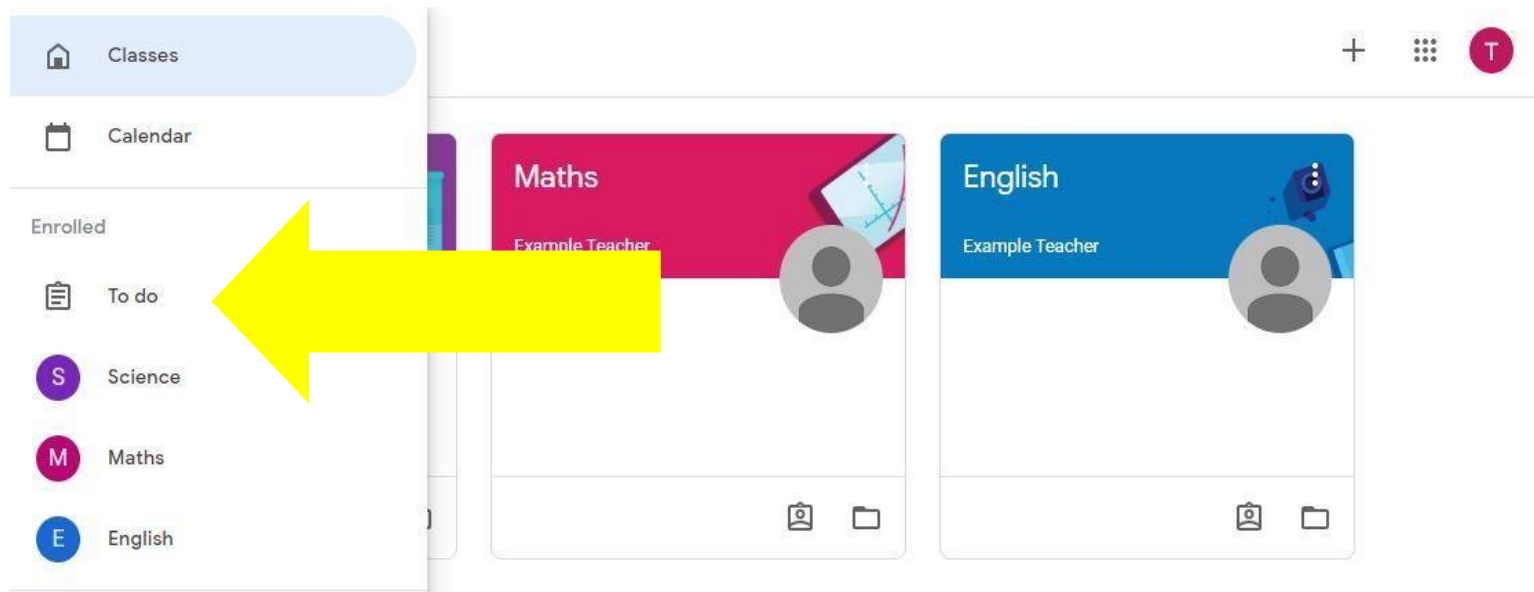 Classes
Calendar
Enrolled
To do
S Science
M Maths
E English
T
Maths
Example Teacher
English
Example Teacher